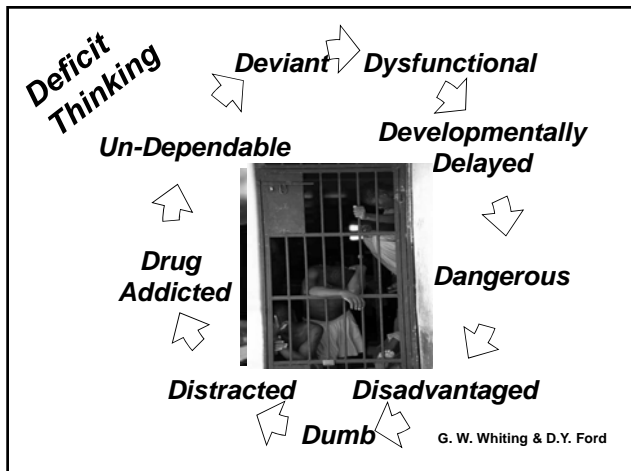 Deficit
Thinking
Deviant
Dysfunctional
Developmentally
Delayed
Dangerous
Disadvantaged
Dumb
Distracted
Drug
Addicted
Un-Dependable
G. W. Whiting & D.Y. Ford